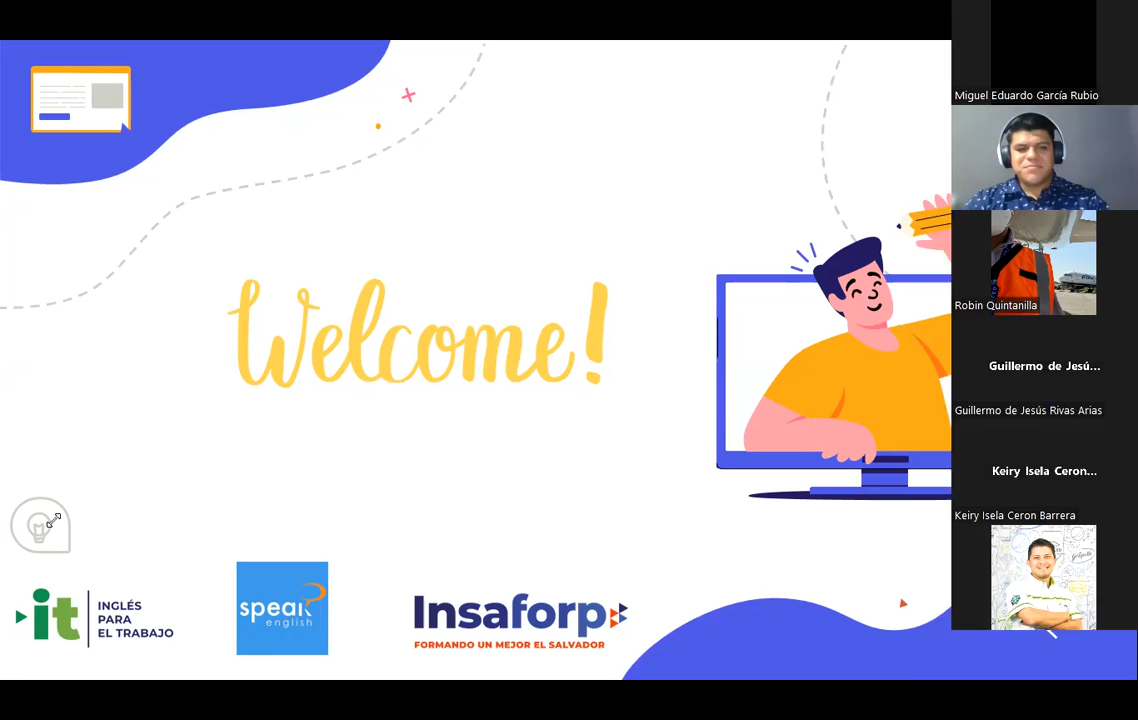 Welcome!
it
INGLÉS
PARA
EL TRABAJO
speak
english
Insaforp
FORMANDO UN MEJOR EL SALVADOR
Miguel Eduardo García Rubio
Robin Quintanilla
Guillermo de Jesú...
Guillermo de Jesús Rivas Arias
Keiry Isela Ceron...
Keiry Isela Ceron Barrera